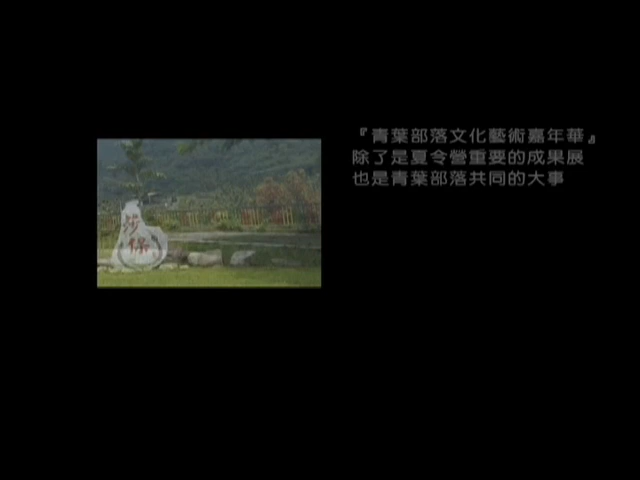 『青葉部落文化藝術嘉年華』
除了是夏令營重要的成果展
也是青葉部落共同的大事